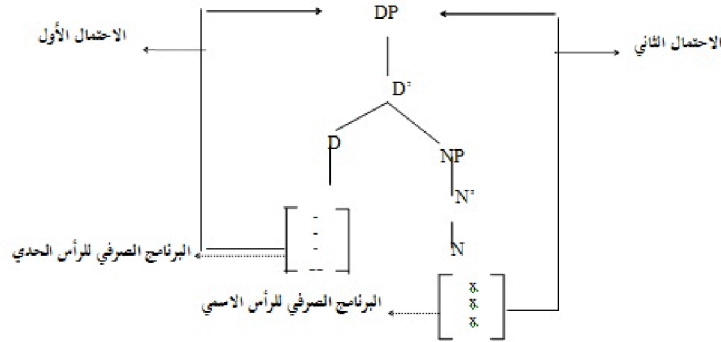 DP
الاحتمال الأول
الاحتمال الثاني
D'
D
NP
N'
N
-
-
-
--
البرنامج الصرفي للرأس الحدي
x
x
x
البرنامج الصرفي للرأس الاسمي